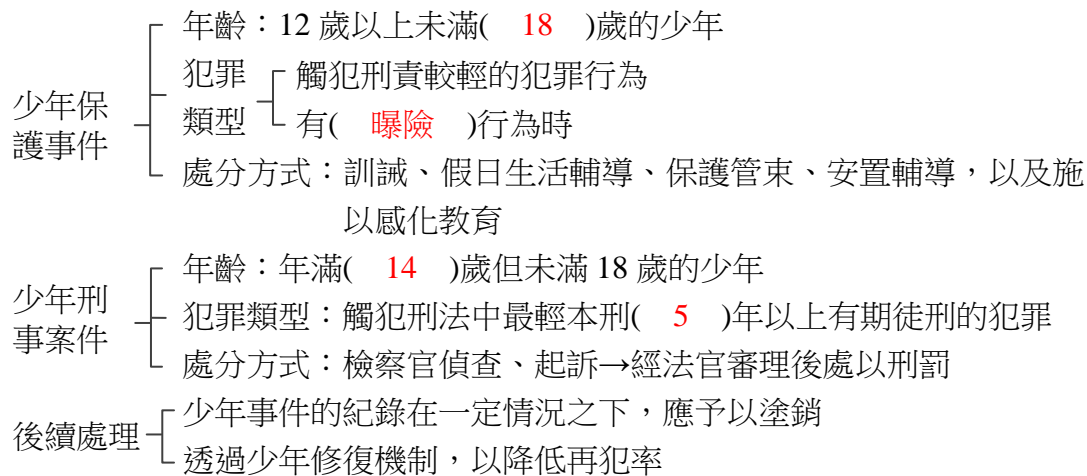 年齡：12 歲以上未滿( 18 )歲的少年
少年保護事件
犯罪類型
觸犯刑責較輕的犯罪行為
有( 曝險 )行為時
處分方式：訓誡、假日生活輔導、保護管束、安置輔導，以及施
以感化教育
年齡：年滿( 14 )歲但未滿 18 歲的少年
少年刑事案件
犯罪類型：觸犯刑法中最輕本刑( 5 )年以上有期徒刑的犯罪
處分方式：檢察官偵查、起訴→經法官審理後處以刑罰
後續處理
少年事件的紀錄在一定情況之下，應予以塗銷
透過少年修復機制，以降低再犯率